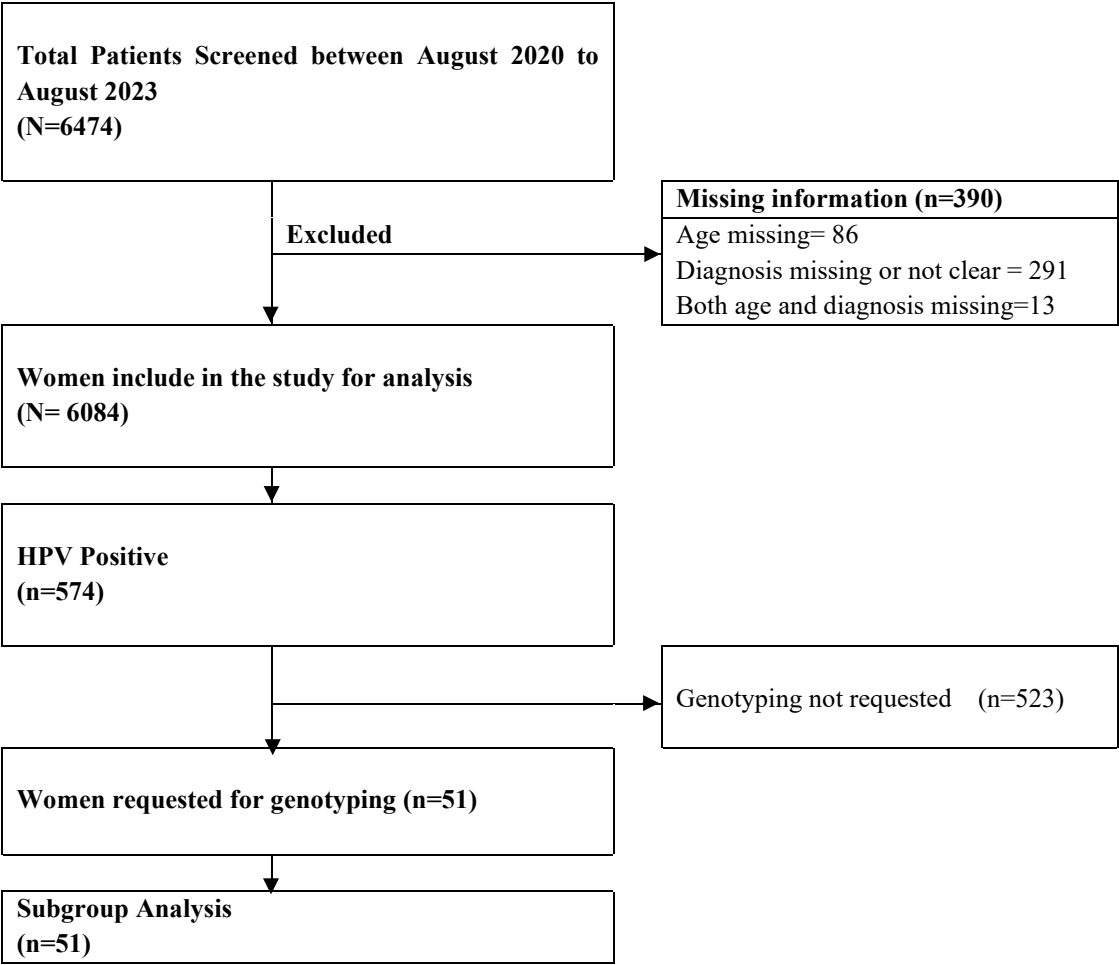 Total Patients Screened between August 2020 to
August 2023
(N=6474)
Excluded
Missing information (n=390)
Age missing= 86
Diagnosis missing or not clear = 291
Both age and diagnosis missing=13
Women include in the study for analysis
(N= 6084)
HPV Positive
(n=574)
Genotyping not requested (n=523)
Women requested for genotyping (n=51)
Subgroup Analysis
(n=51)